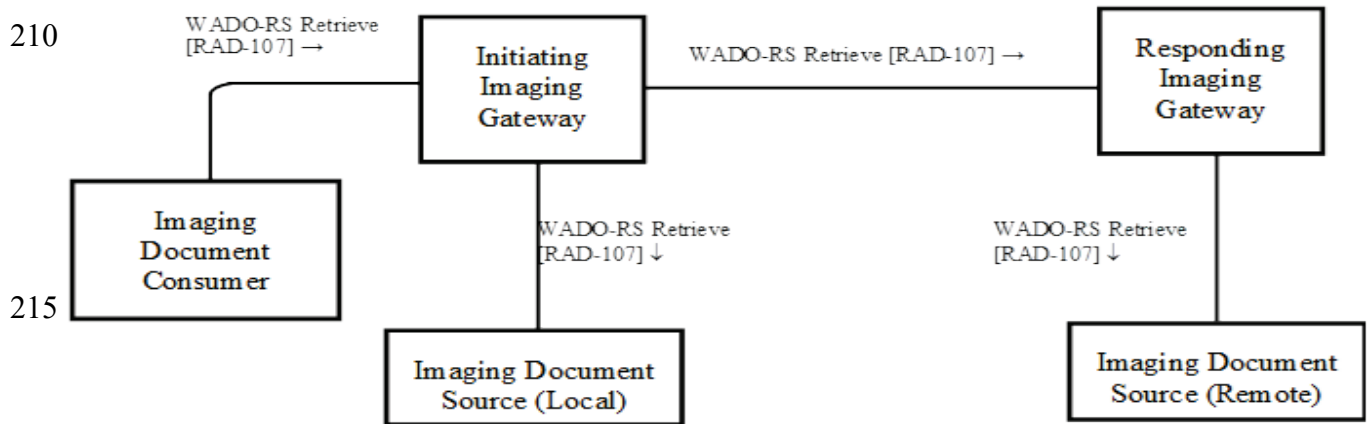 210
WADO-RS Retrieve
[RAD-107] →
Initiating
Imaging
Gateway
WADO-RS Retrieve [RAD-107] →
Responding
Imaging
Gateway
Imaging
Document
Consumer
WADO-RS Retrieve
[RAD-107] ↓
WADO-RS Retrieve
[RAD-107] ↓
215
Imaging Document
Source (Local)
Imaging Document
Source (Remote)